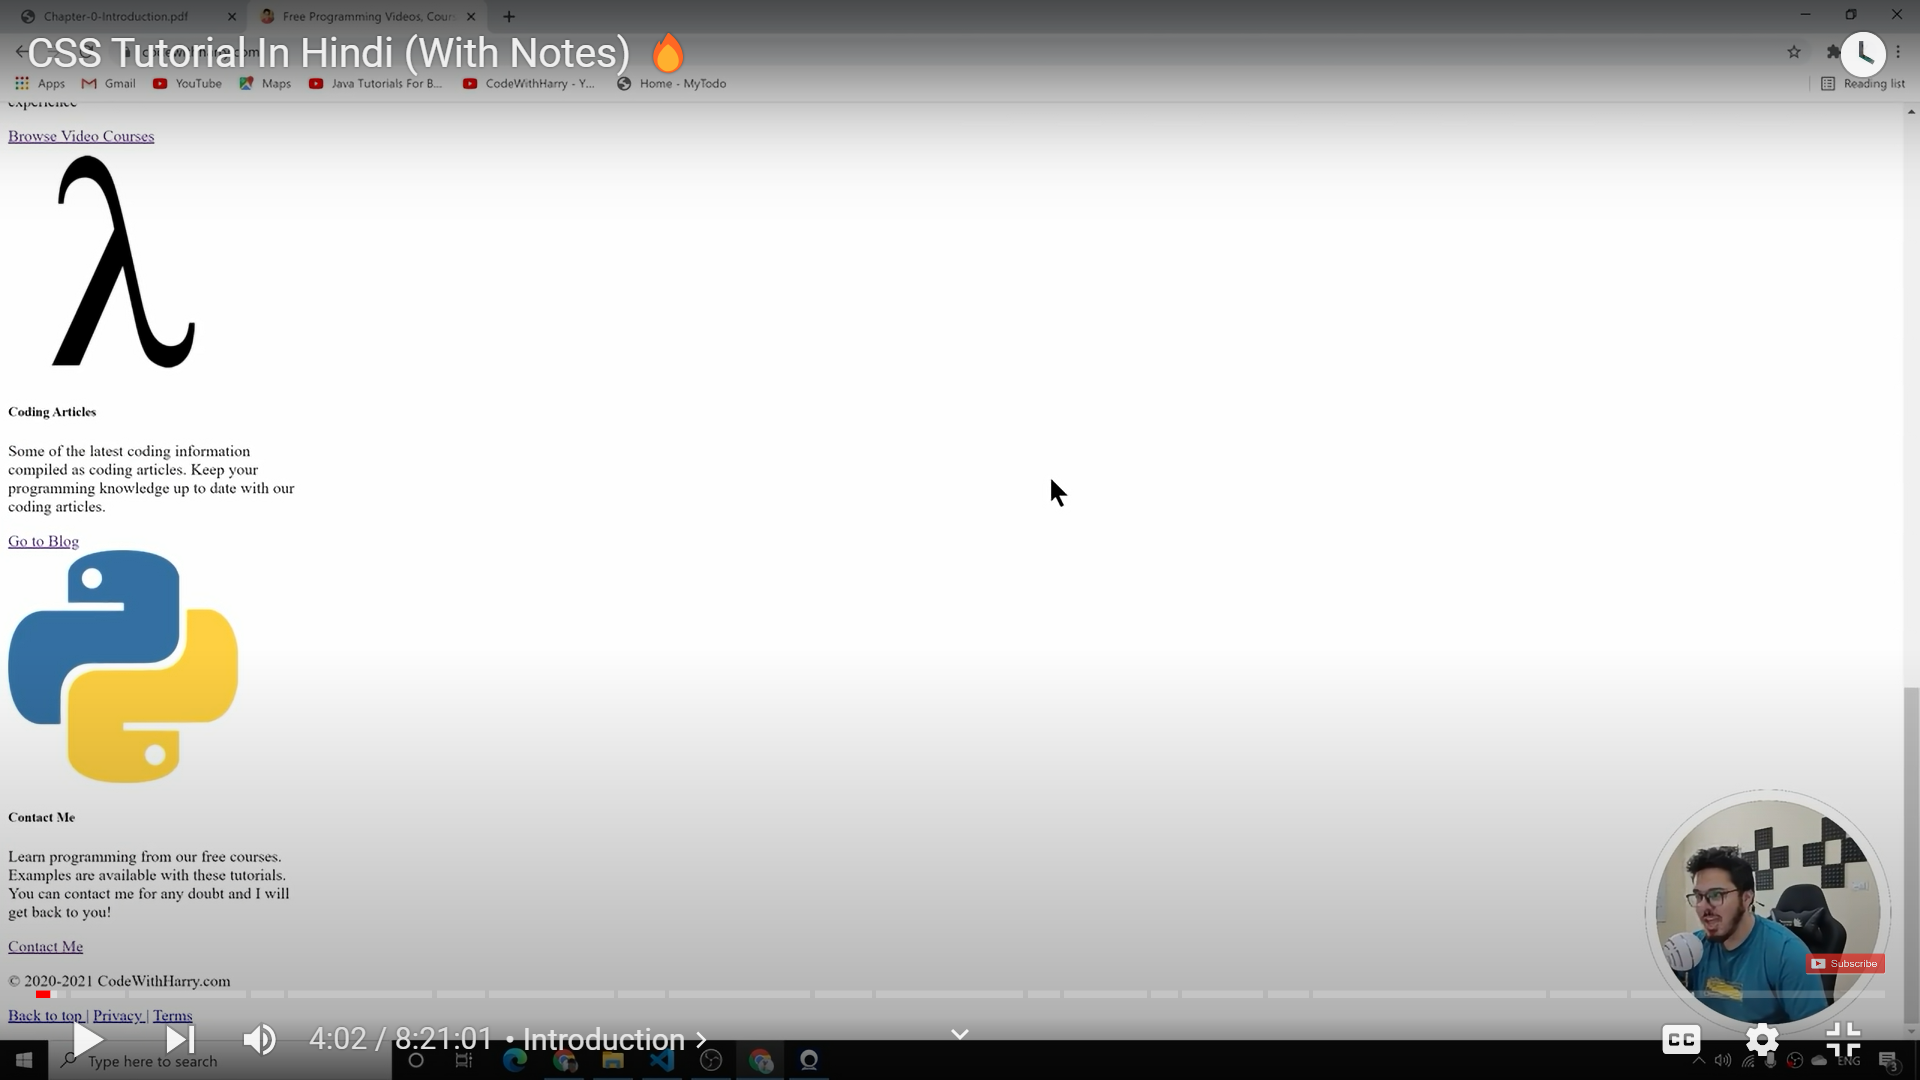 Chapter-0-Introduction.pdf
Free Programming Videos, Cour
CSS Tutorial In Hindi (With Notes) 🔥
Apps
Gmail
YouTube
Maps
Java Tutorials For B...
CodeWithHarry - Y...
Home - MyTodo
Reading list
experience
Browse Video Courses
λ
Coding Articles
Some of the latest coding information
compiled as coding articles. Keep your
programming knowledge up to date with our
coding articles.
Go to Blog
Contact Me
Learn programming from our free courses.
Examples are available with these tutorials.
You can contact me for any doubt and I will
get back to you!
Contact Me
© 2020-2021 CodeWithHarry.com
Subscribe
Back to top | Privacy | Terms
4:02 / 8:21:01 • Introduction >
CC
Type here to search
ENG
3